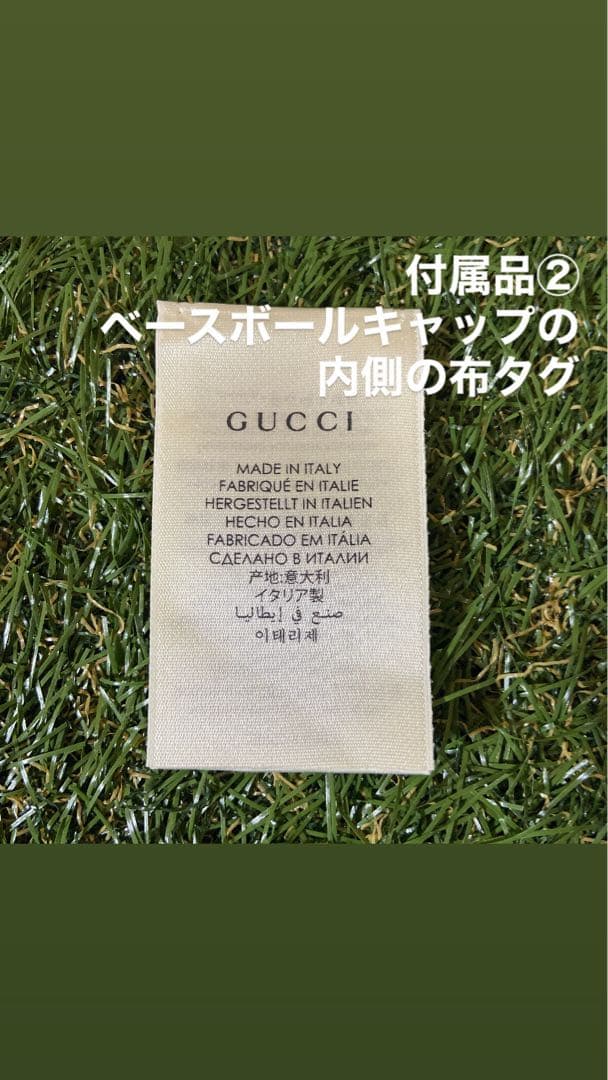 付属品②
ベースボールキャップの
内側の布タグ
GUCCI
MADE IN ITALY
FABRIQUÉ EN ITALIE
HERGESTELLT IN ITALIEN
HECHO EN ITALIA
FABRICADO EM ITÁLIA
СДЕЛАНО В ИТАЛИИ
产地:意大利
イタリア製
صنع في إيطاليا
이태리제